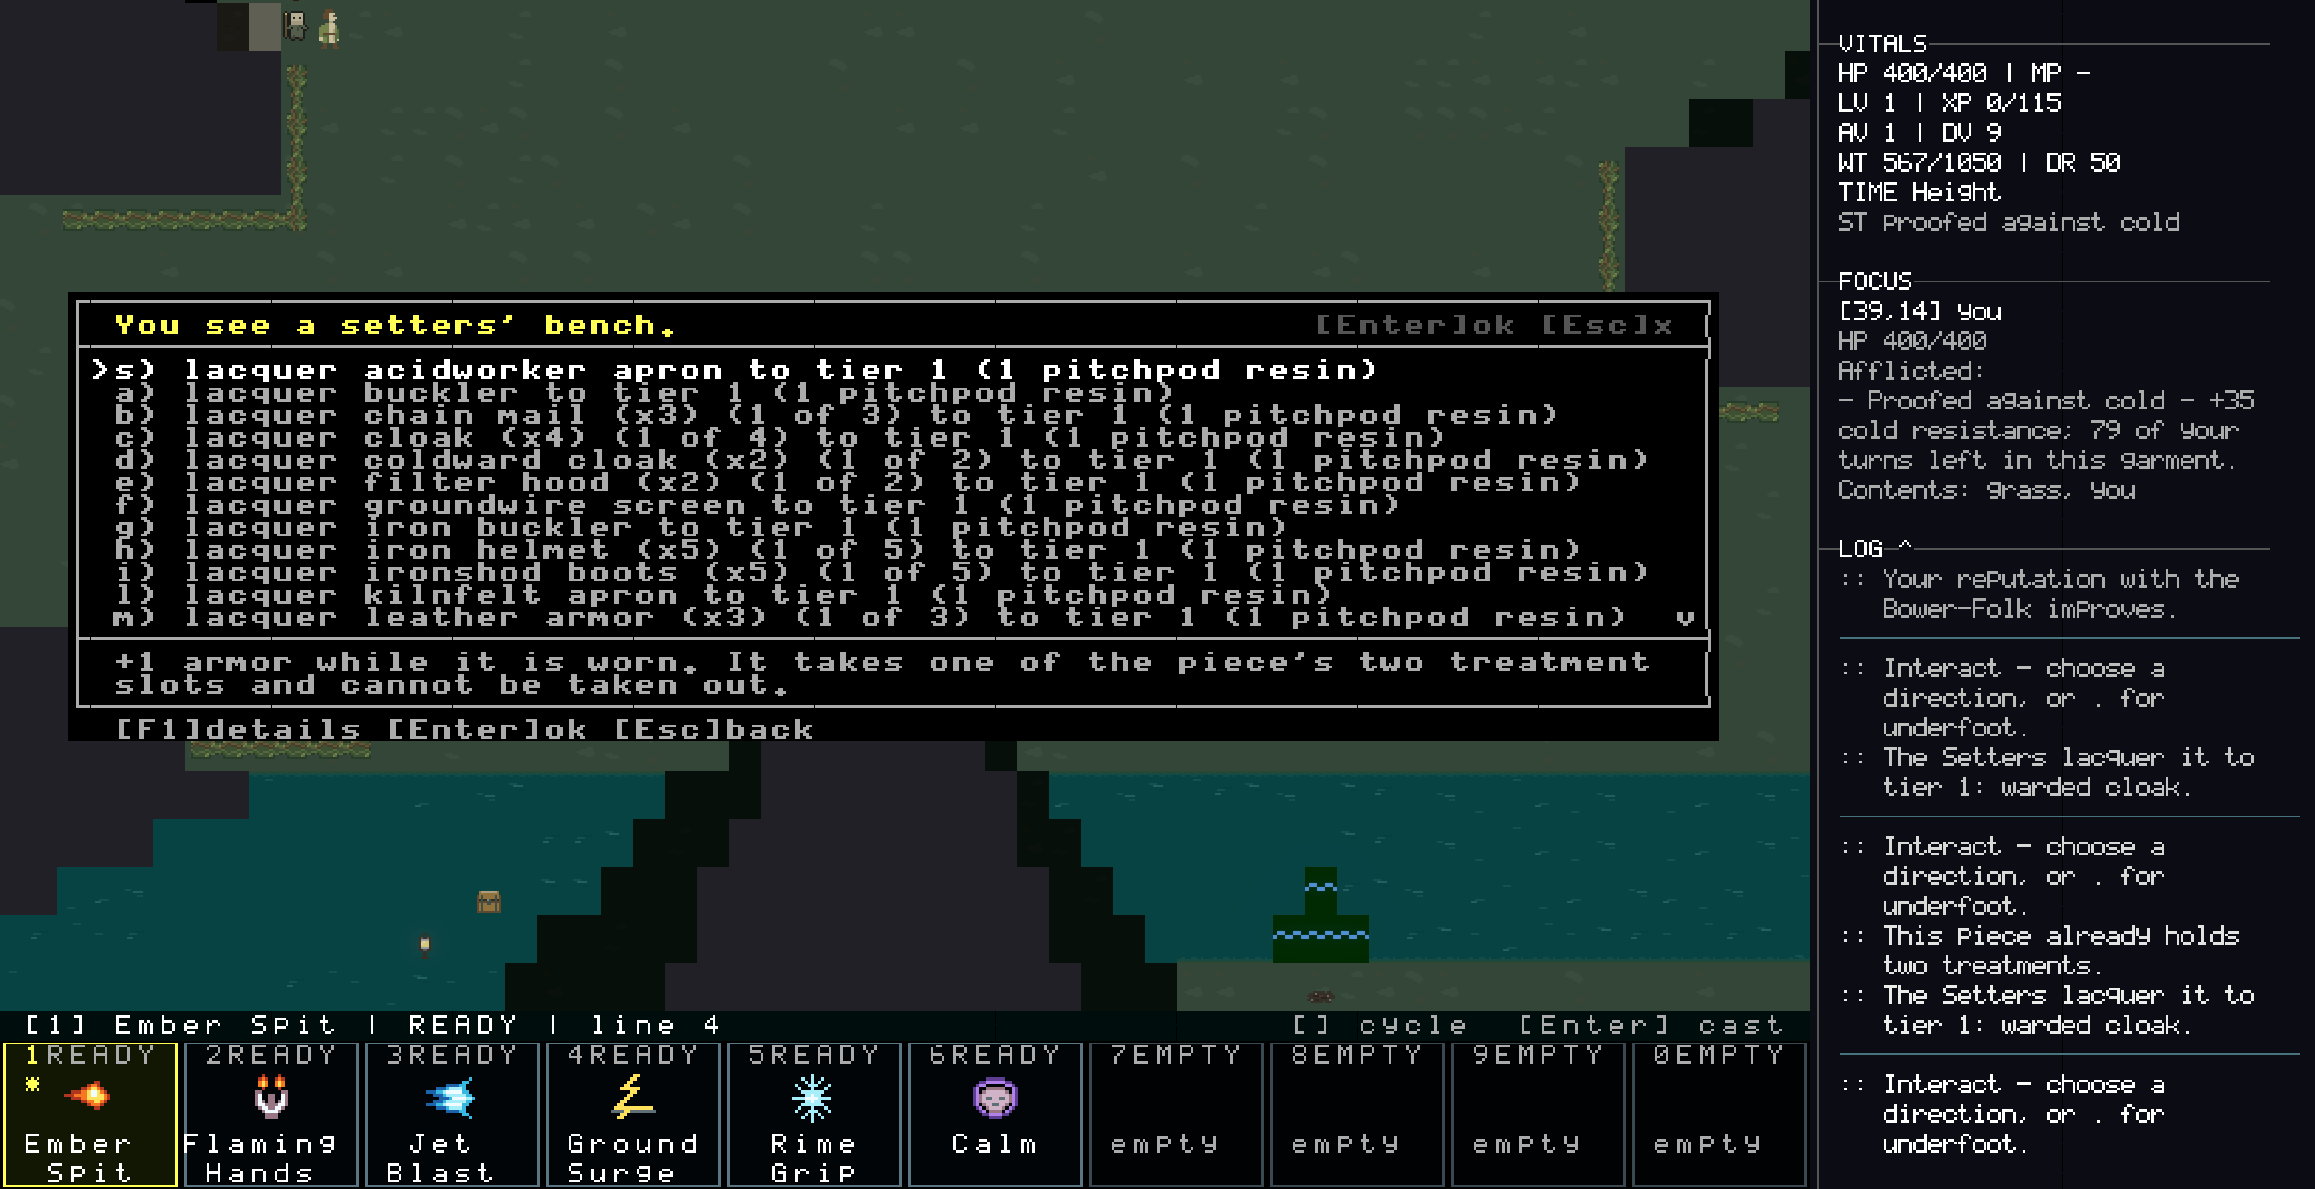 You see a setters' bench. [Enter]ok [Esc]x
>s) lacquer acidworker apron to tier 1 (1 pitchpod resin)
a) lacquer buckler to tier 1 (1 pitchpod resin)
b) lacquer chain mail (x3) (1 of 3) to tier 1 (1 pitchpod resin)
c) lacquer cloak (x4) (1 of 4) to tier 1 (1 pitchpod resin)
d) lacquer coldward cloak (x2) (1 of 2) to tier 1 (1 pitchpod resin)
e) lacquer filter hood (x2) (1 of 2) to tier 1 (1 pitchpod resin)
f) lacquer groundwire screen to tier 1 (1 pitchpod resin)
g) lacquer iron buckler to tier 1 (1 pitchpod resin)
h) lacquer iron helmet (x5) (1 of 5) to tier 1 (1 pitchpod resin)
i) lacquer ironshod boots (x5) (1 of 5) to tier 1 (1 pitchpod resin)
l) lacquer kilnfelt apron to tier 1 (1 pitchpod resin)
m) lacquer leather armor (x3) (1 of 3) to tier 1 (1 pitchpod resin) v
+1 armor while it is worn. It takes one of the piece's two treatment
slots and cannot be taken out.
[F1]details [Enter]ok [Esc]back
[1] Ember Spit | READY | line 4 [] cycle [Enter] cast
1READY 2READY 3READY 4READY 5READY 6READY 7EMPTY 8EMPTY 9EMPTY 0EMPTY
Ember Flaming Jet Ground Rime Calm empty empty empty empty
Spit Hands Blast Surge Grip
VITALS
HP 400/400 | MP -
LV 1 | XP 0/115
AV 1 | DV 9
WT 567/1050 | DR 50
TIME Height
ST Proofed against cold
FOCUS
[39,14] you
HP 400/400
Afflicted:
- Proofed against cold - +35
cold resistance; 79 of your
turns left in this garment.
Contents: grass, you
LOG ^
:: Your reputation with the
Bower-Folk improves.
:: Interact - choose a
direction, or . for
underfoot.
:: The Setters lacquer it to
tier 1: warded cloak.
:: Interact - choose a
direction, or . for
underfoot.
:: This piece already holds
two treatments.
:: The Setters lacquer it to
tier 1: warded cloak.
:: Interact - choose a
direction, or . for
underfoot.